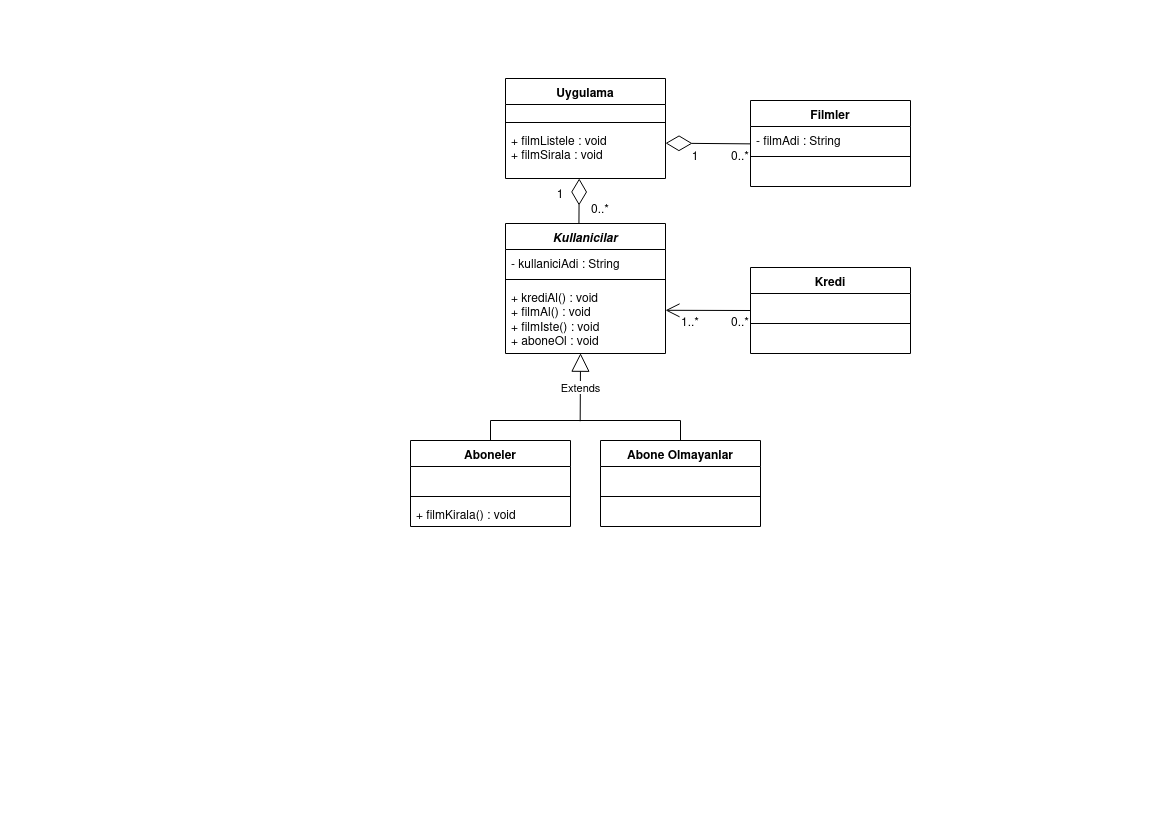 Uygulama
+ filmListele : void
+ filmSirala : void
Filmler
- filmAdi : String
1
0..*
1
0..*
Kullanicilar
- kullaniciAdi : String
+ krediAl() : void
+ filmAl() : void
+ filmIste() : void
+ aboneOl : void
Kredi
1..*
0..*
Extends
Aboneler
+ filmKirala() : void
Abone Olmayanlar